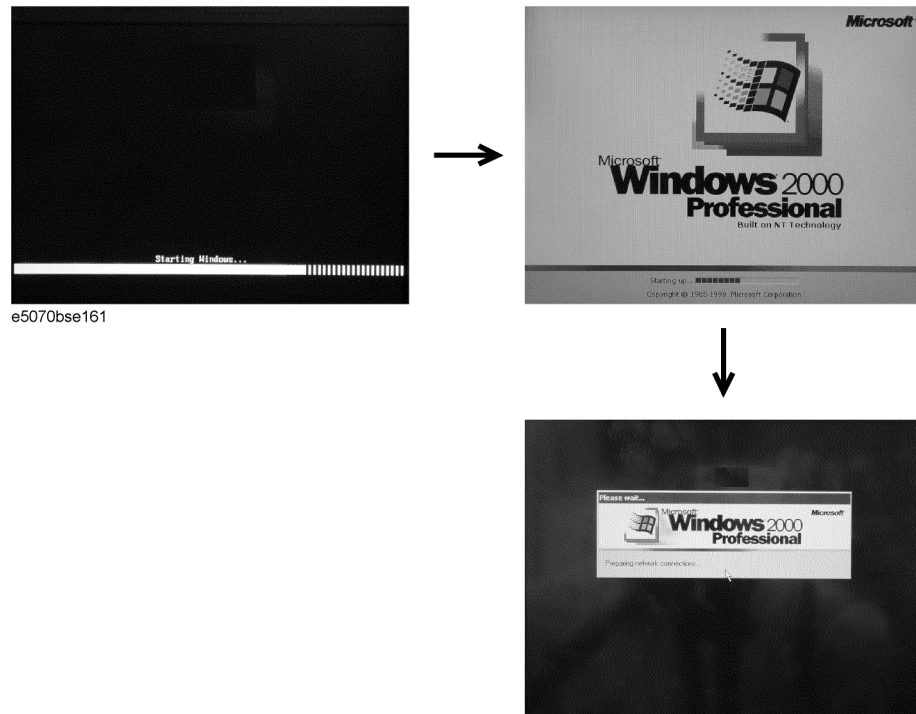 Starting Windows...
e5070bse161
Microsoft
Microsoft
Windows 2000
Professional
Built on NT Technology
Starting up...
Copyright © 1985-1999 Microsoft Corporation
Please wait...
Microsoft
Microsoft
Windows 2000
Professional
Preparing network connections...